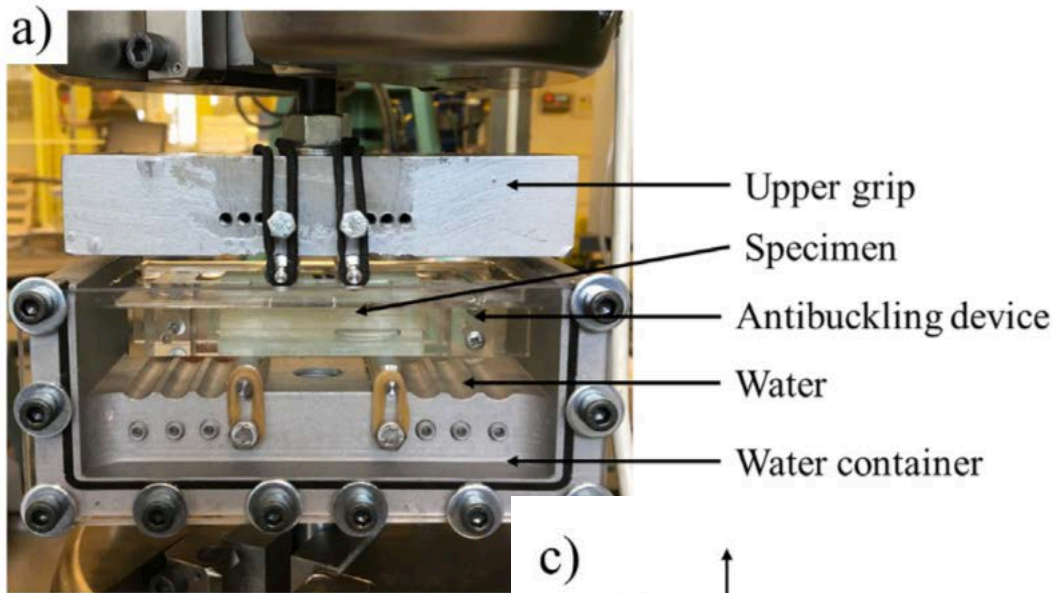 a)
Upper grip
Specimen
Antibuckling device
Water
Water container
c)